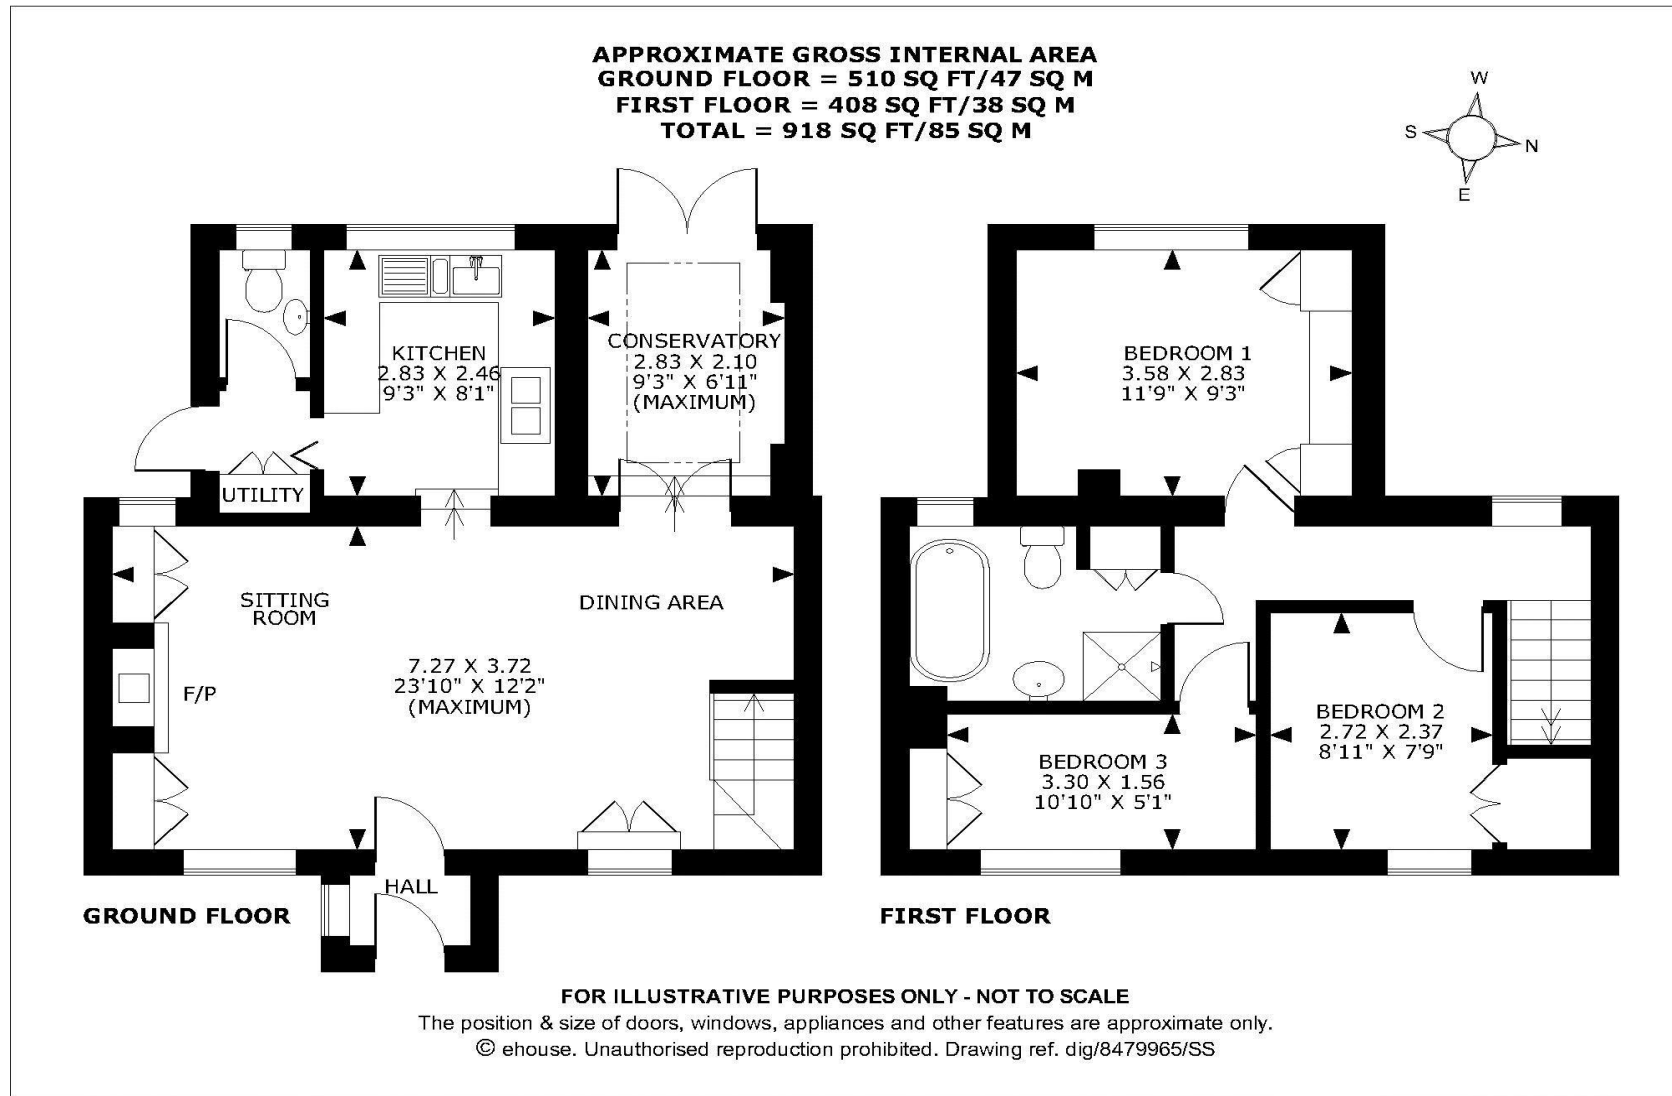 APPROXIMATE GROSS INTERNAL AREA
GROUND FLOOR = 510 SQ FT/47 SQ M
FIRST FLOOR = 408 SQ FT/38 SQ M
TOTAL = 918 SQ FT/85 SQ M
W
S
N
E
KITCHEN
2.83 X 2.46
9'3" X 8'1"
CONSERVATORY
2.83 X 2.10
9'3" X 6'11"
(MAXIMUM)
UTILITY
SITTING
ROOM
DINING AREA
F/P
7.27 X 3.72
23'10" X 12'2"
(MAXIMUM)
HALL
GROUND FLOOR
BEDROOM 1
3.58 X 2.83
11'9" X 9'3"
BEDROOM 2
2.72 X 2.37
8'11" X 7'9"
BEDROOM 3
3.30 X 1.56
10'10" X 5'1"
FIRST FLOOR
FOR ILLUSTRATIVE PURPOSES ONLY - NOT TO SCALE
The position & size of doors, windows, appliances and other features are approximate only.
© ehouse. Unauthorised reproduction prohibited. Drawing ref. dig/8479965/SS